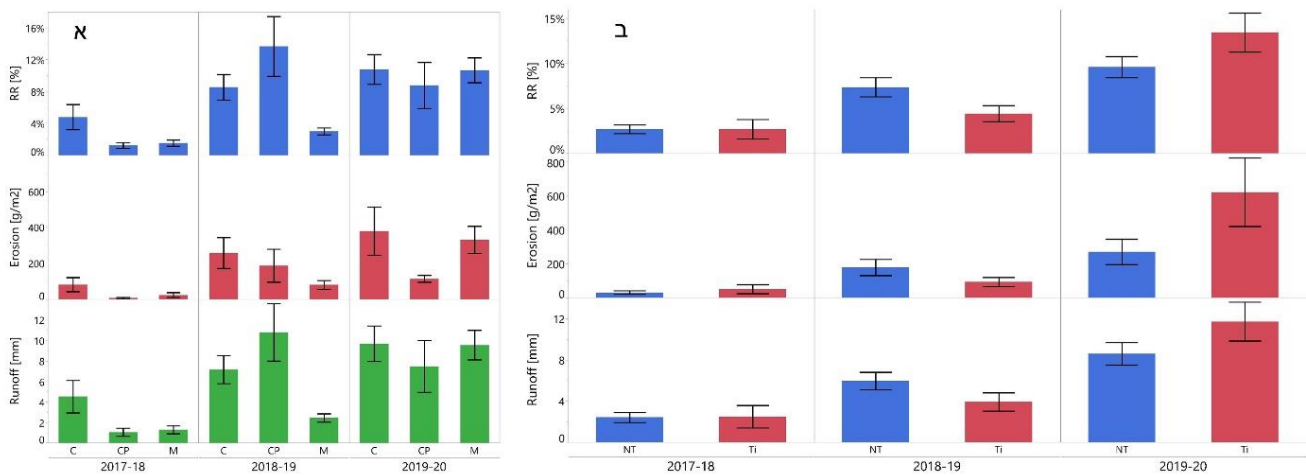 א
RR [%]
16%
12%
8%
4%
0%
Erosion [g/m2]
600
400
200
0
Runoff [mm]
12
10
8
6
4
2
0
C CP M C CP M C CP M
2017-18 2018-19 2019-20
ב
RR [%]
15%
10%
5%
0%
Erosion [g/m2]
800
600
400
200
0
Runoff [mm]
12
8
4
0
NT Ti NT Ti NT Ti
2017-18 2018-19 2019-20